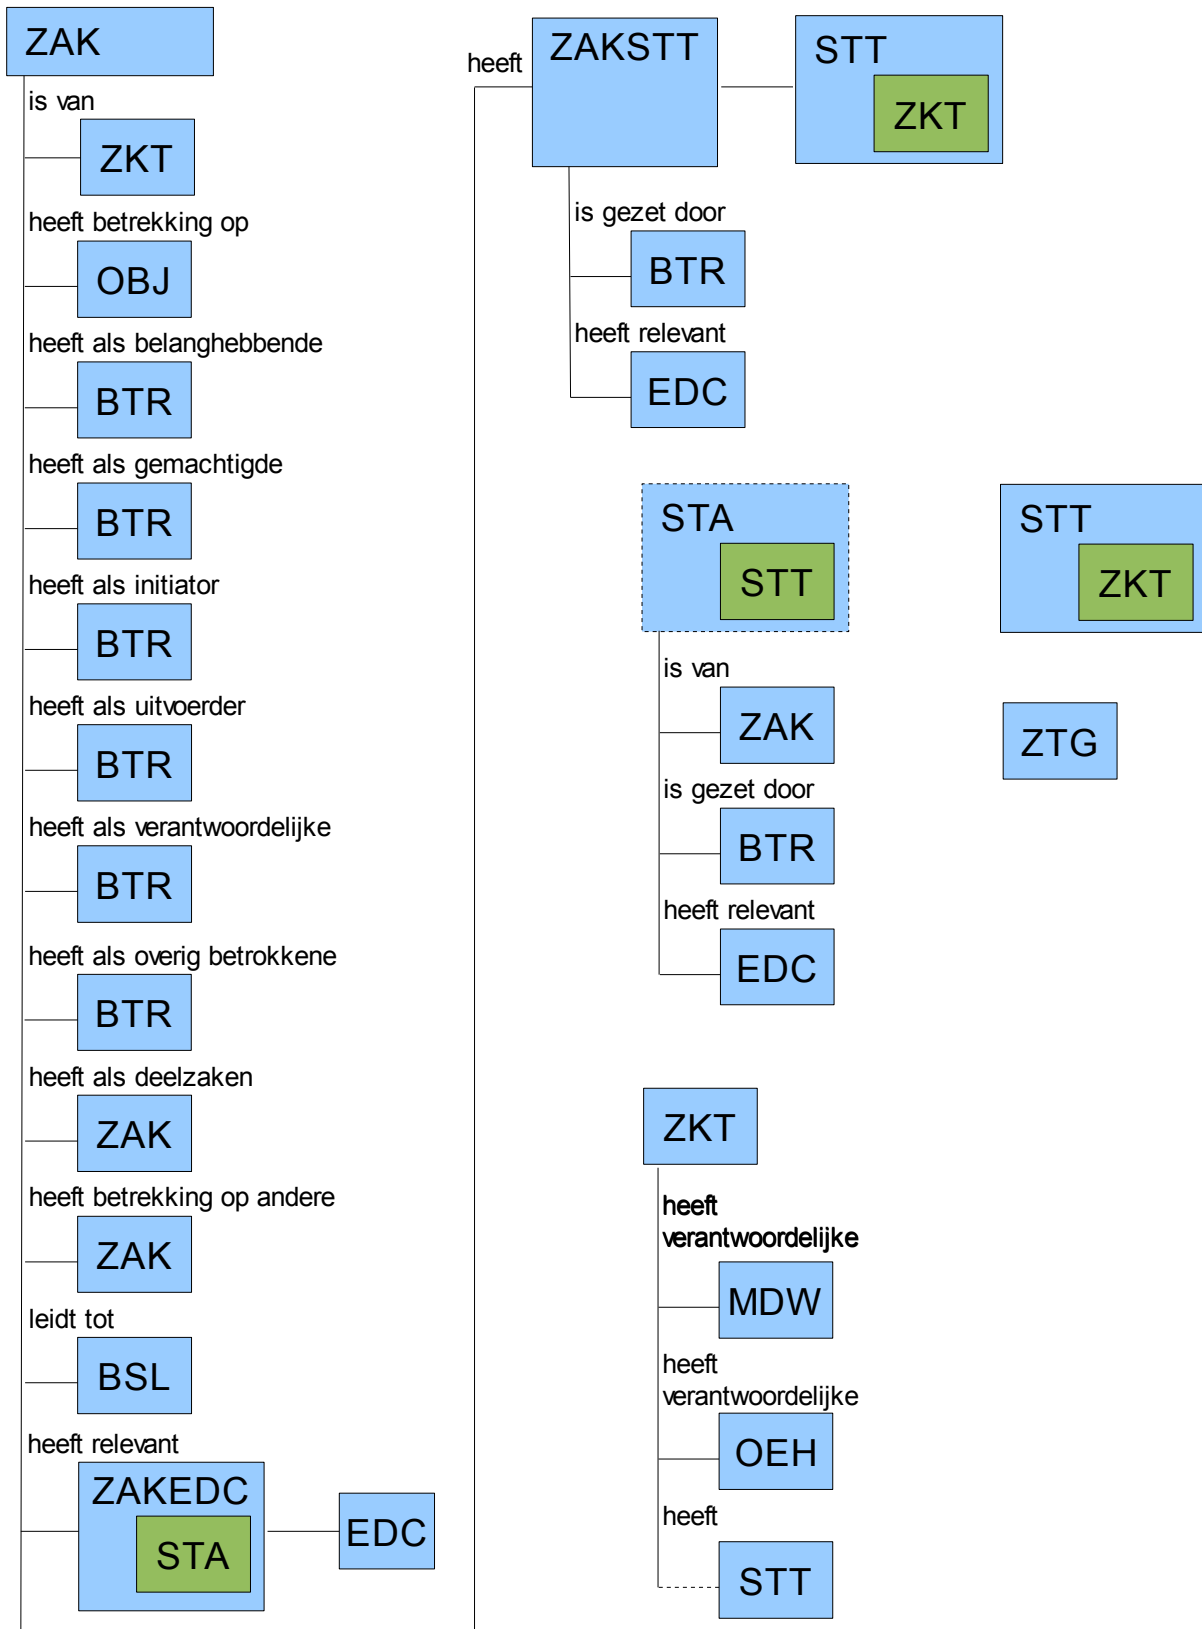 ZAK
is van
ZKT
heeft betrekking op
OBJ
heeft als belanghebbende
BTR
heeft als gemachtigde
BTR
heeft als initiator
BTR
heeft als uitvoerder
BTR
heeft als verantwoordelijke
BTR
heeft als overig betrokkene
BTR
heeft als deelzaken
ZAK
heeft betrekking op andere
ZAK
leidt tot
BSL
heeft relevant
ZAKEDC
STA
EDC
heeft
ZAKSTT
STT
ZKT
is gezet door
BTR
heeft relevant
EDC
STA
STT
is van
ZAK
is gezet door
BTR
heeft relevant
EDC
STT
ZKT
ZTG
ZKT
heeft
verantwoordelijke
MDW
heeft
verantwoordelijke
OEH
heeft
STT